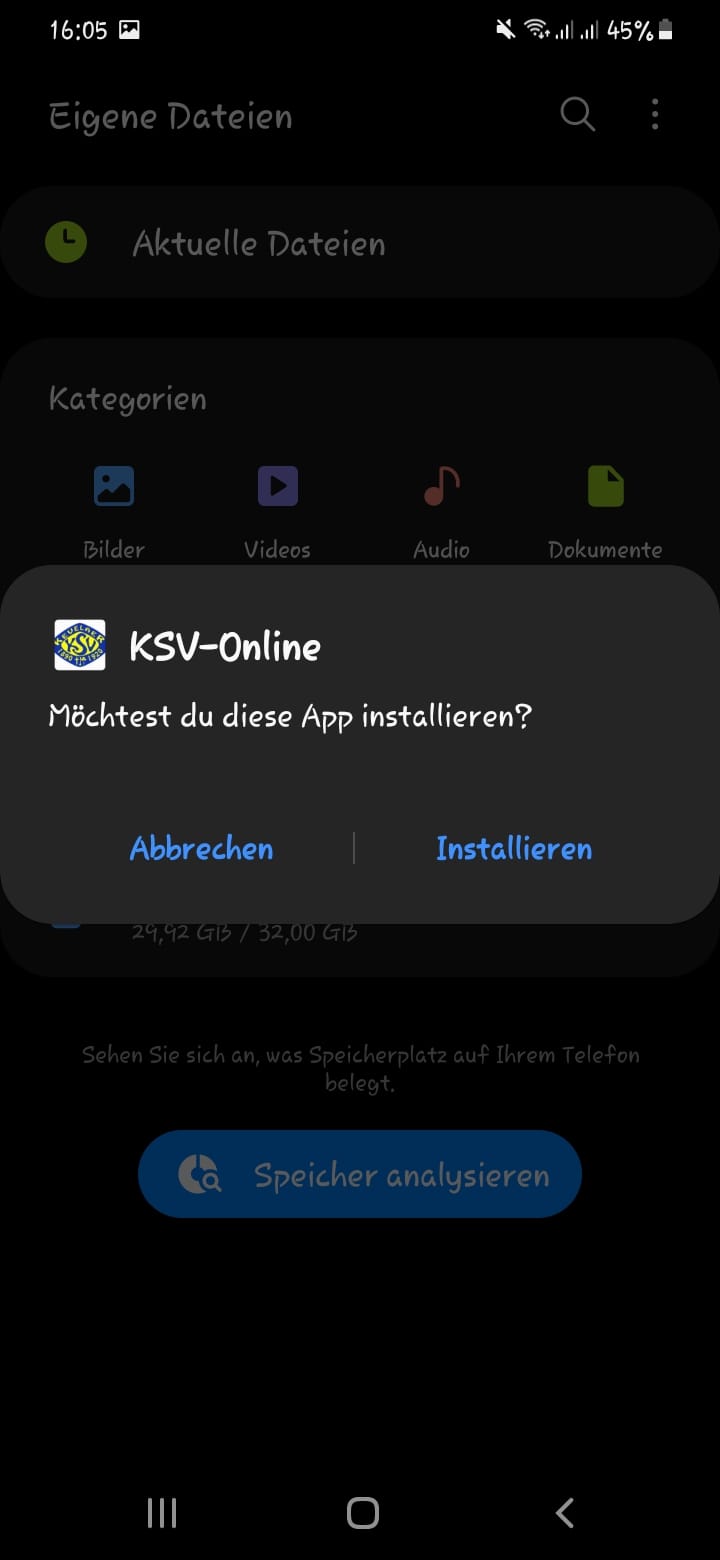 16:05
45%
Eigene Dateien
Aktuelle Dateien
Kategorien
Bilder
Videos
Audio
Dokumente
KEVELAER
KSV
KSV-Online
Möchtest du diese App installieren?
Abbrechen
Installieren
29,92 GB / 32,00 GB
Sehen Sie sich an, was Speicherplatz auf Ihrem Telefon
belegt.
Speicher analysieren